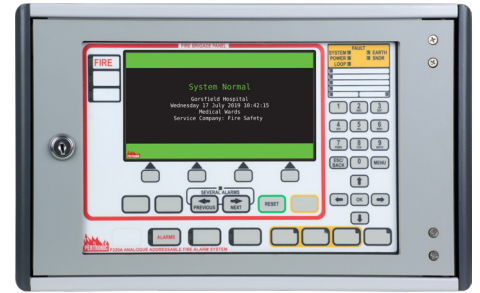 FIRE BRIGADE PANEL
FIRE
System Normal
Gorsfield Hospital
Wednesday 17 July 2019 10:42:15
Medical Wards
Service Company: Fire Safety
FAULT
SYSTEM EARTH
POWER SNDR
LOOP
1 2 3
4 5 6
7 8 9
ESC/BACK 0 MENU
OK
SEVERAL ALARMS
PREVIOUS NEXT RESET
ALARMS
PERTRONIC F220A ANALOGUE ADDRESSABLE FIRE ALARM SYSTEM